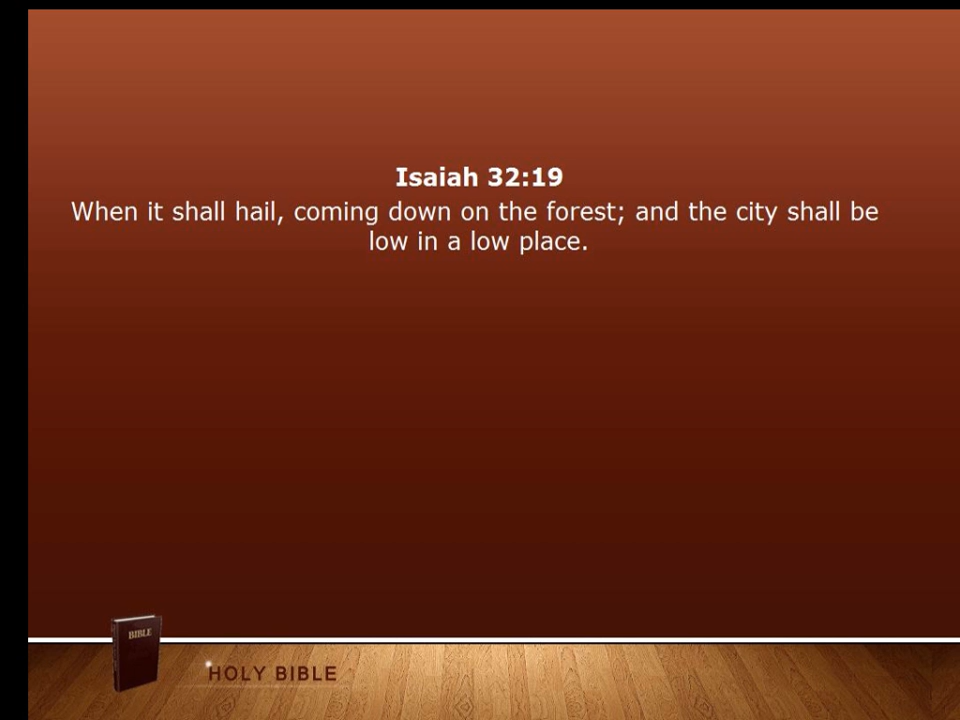 Isaiah 32:19
When it shall hail, coming down on the forest; and the city shall be
low in a low place.
BIBLE
HOLY BIBLE